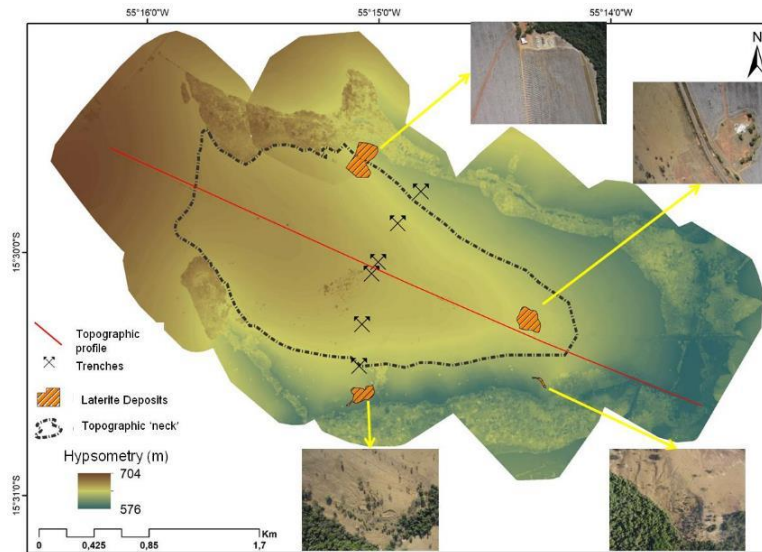 55°16'0"W 55°15'0"W 55°14'0"W
N
15°30'0"S
15°31'0"S
Topographic
profile
Trenches
Laterite Deposits
Topographic 'neck'
Hypsometry (m)
704
576
Km
0 0,425 0,85 1,7